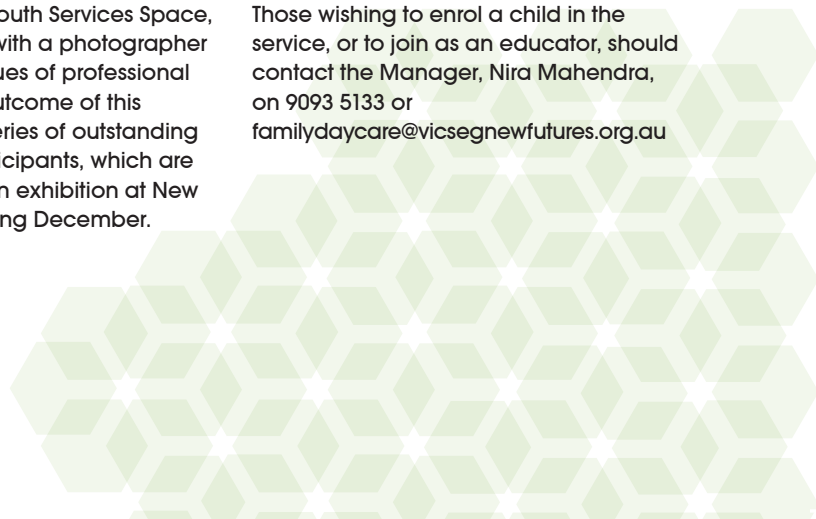 outh Services Space,
with a photographer
ues of professional
utcome of this
eries of outstanding
icipants, which are
n exhibition at New
ng December.
Those wishing to enrol a child in the
service, or to join as an educator, should
contact the Manager, Nira Mahendra,
on 9093 5133 or
familydaycare@vicsegnewfutures.org.au